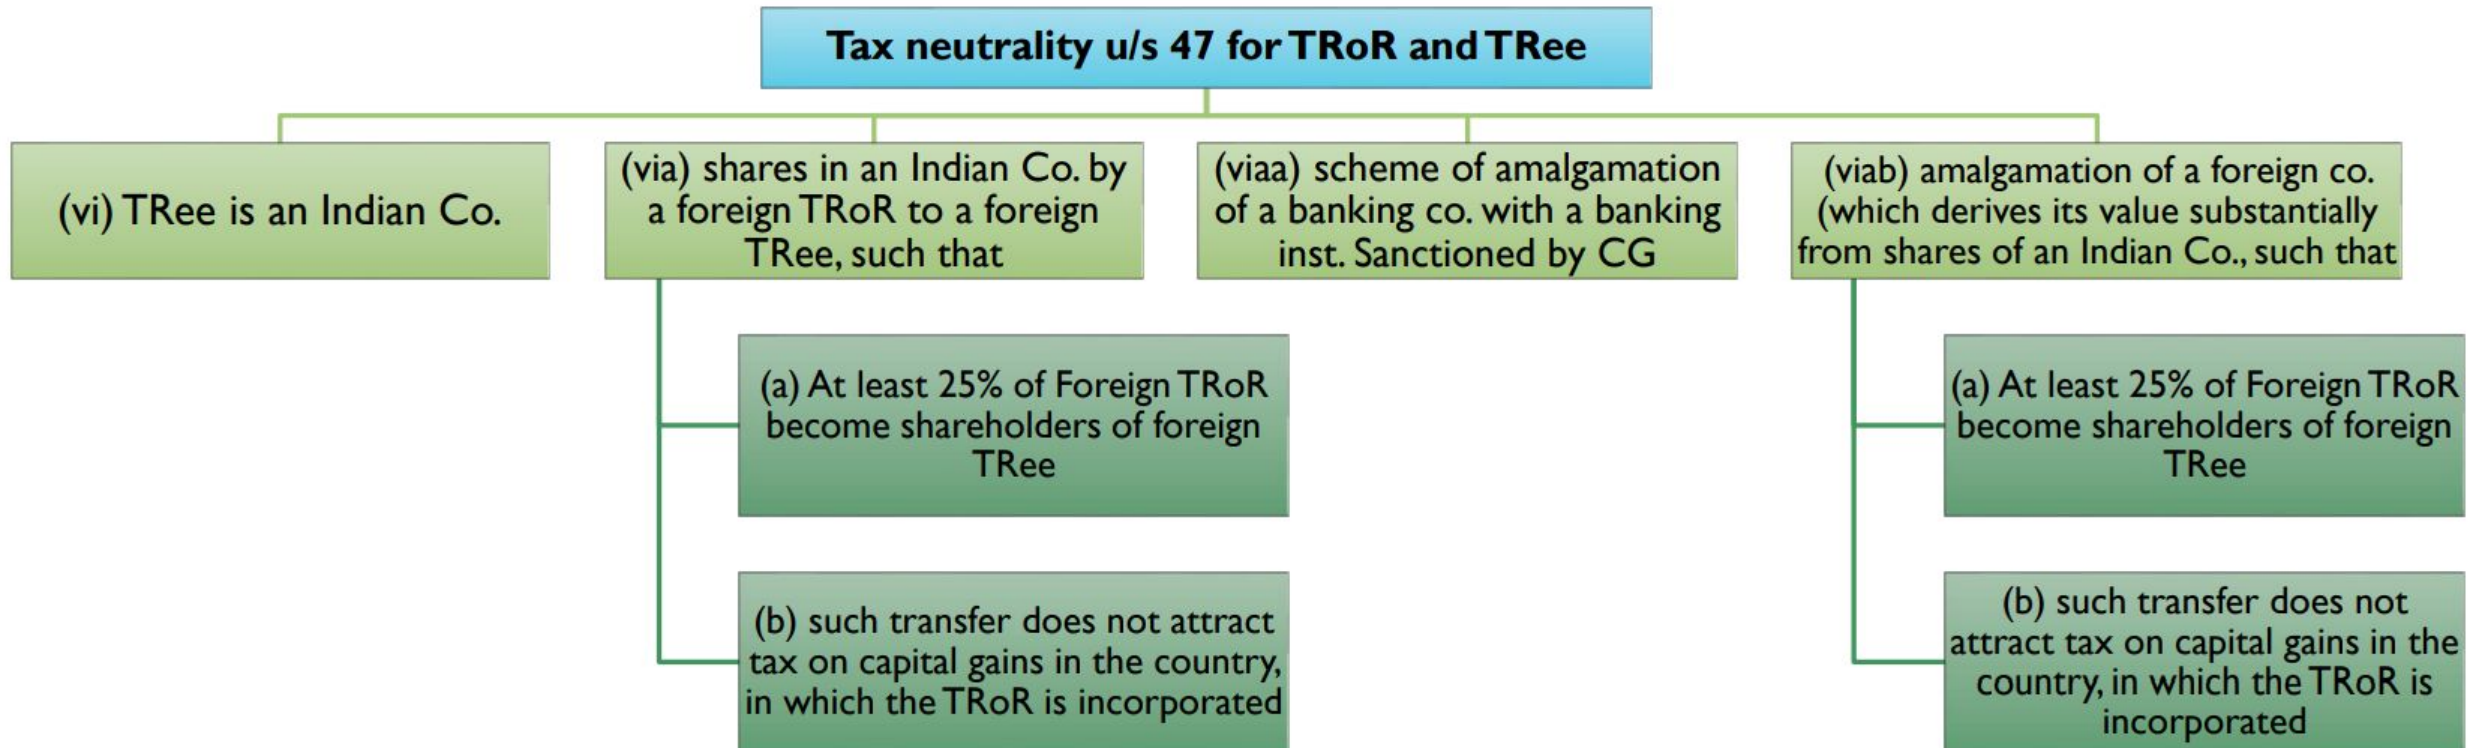 Tax neutrality u/s 47 for TRoR and TRee
(vi) TRee is an Indian Co.
(via) shares in an Indian Co. by
a foreign TRoR to a foreign
TRee, such that
(a) At least 25% of Foreign TRoR
become shareholders of foreign
TRee
(b) such transfer does not attract
tax on capital gains in the country,
in which the TRoR is incorporated
(viaa) scheme of amalgamation
of a banking co. with a banking
inst. Sanctioned by CG
(viab) amalgamation of a foreign co.
(which derives its value substantially
from shares of an Indian Co., such that
(a) At least 25% of Foreign TRoR
become shareholders of foreign
TRee
(b) such transfer does not
attract tax on capital gains in the
country, in which the TRoR is
incorporated